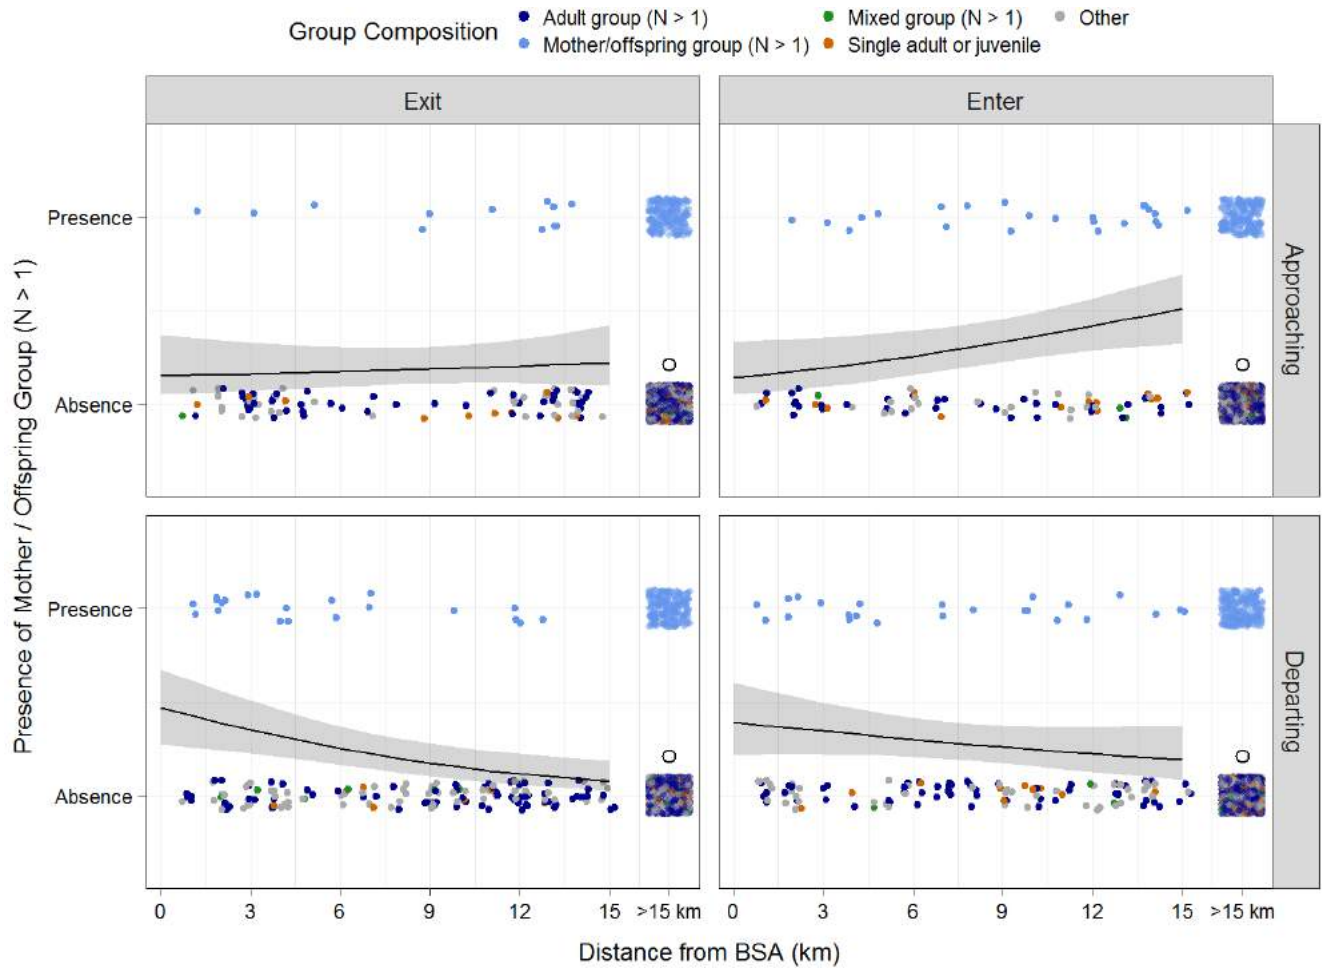 Group Composition
Adult group (N > 1)
Mother/offspring group (N > 1)
Mixed group (N > 1)
Single adult or juvenile
Other
Exit
Enter
Presence of Mother / Offspring Group (N > 1)
Presence
Absence
Approaching
Presence
Absence
Departing
0 3 6 9 12 15 >15 km
0 3 6 9 12 15 >15 km
Distance from BSA (km)